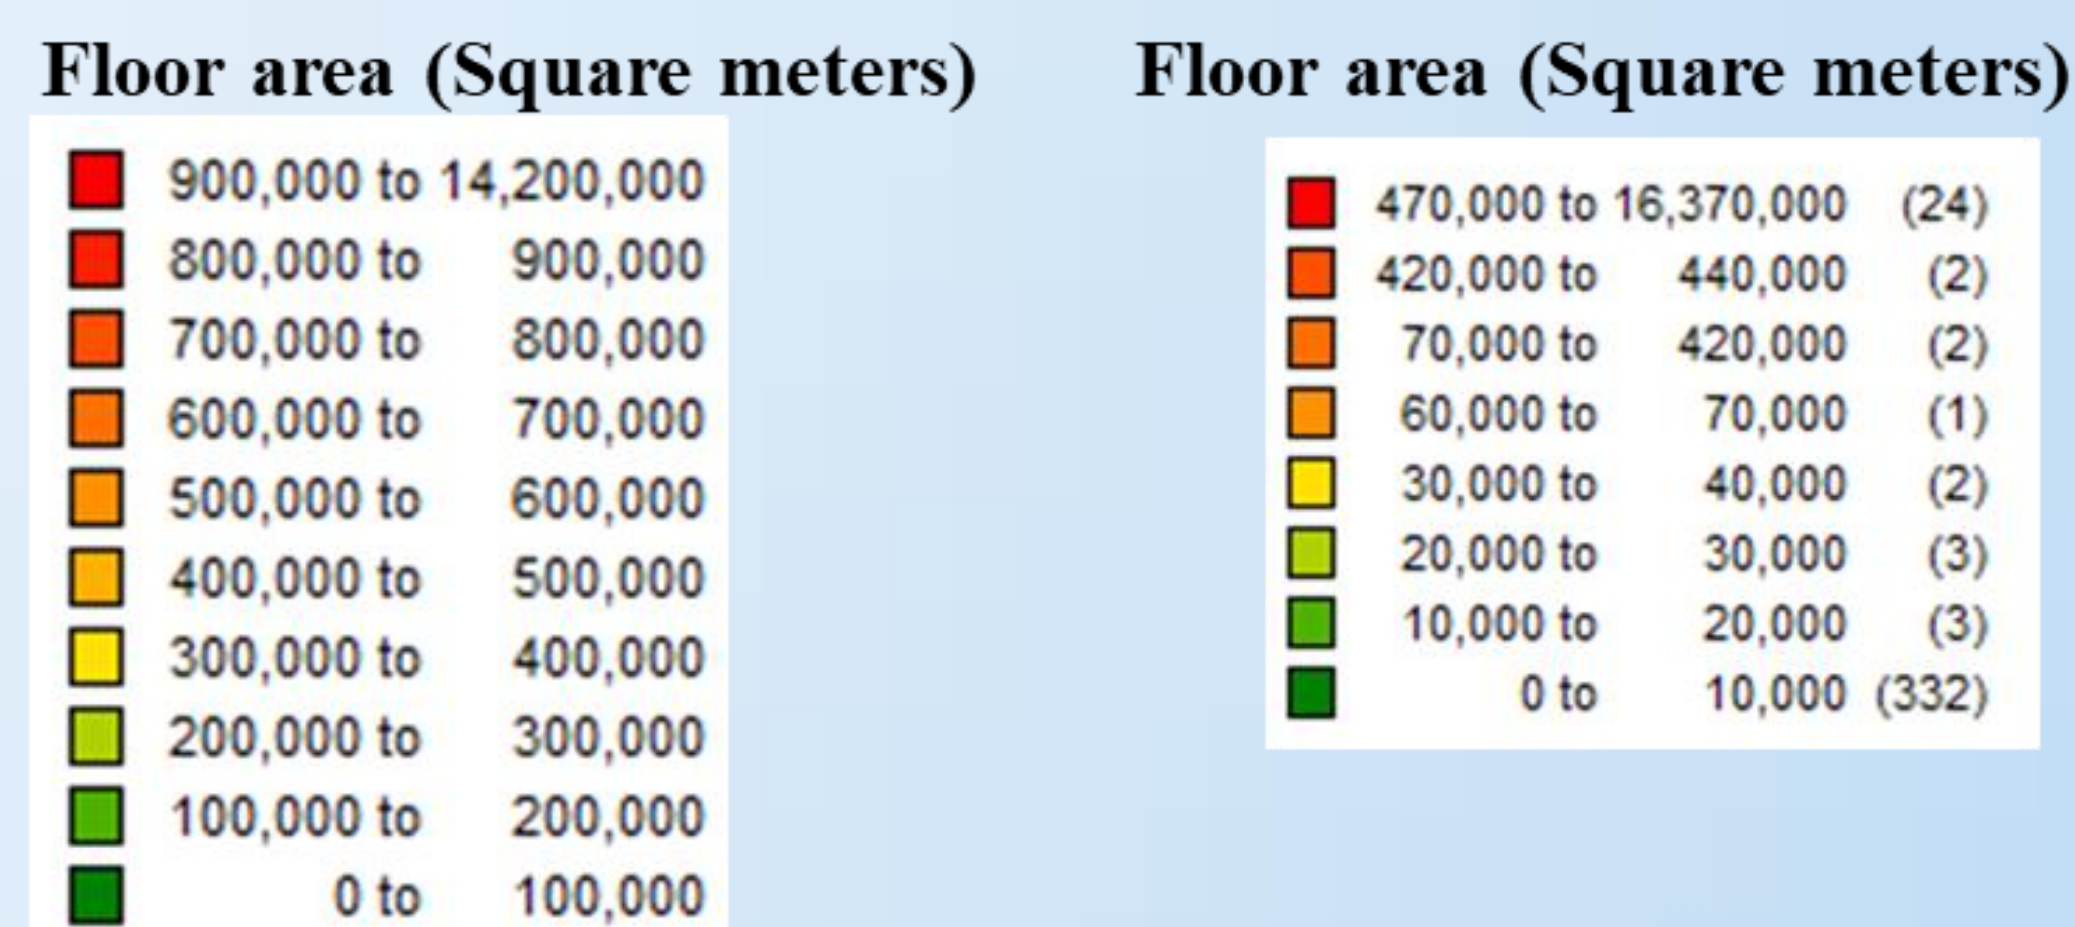 Floor area (Square meters)
900,000 to 14,200,000
800,000 to 900,000
700,000 to 800,000
600,000 to 700,000
500,000 to 600,000
400,000 to 500,000
300,000 to 400,000
200,000 to 300,000
100,000 to 200,000
0 to 100,000
Floor area (Square meters)
470,000 to 16,370,000 (24)
420,000 to 440,000 (2)
70,000 to 420,000 (2)
60,000 to 70,000 (1)
30,000 to 40,000 (2)
20,000 to 30,000 (3)
10,000 to 20,000 (3)
0 to 10,000 (332)